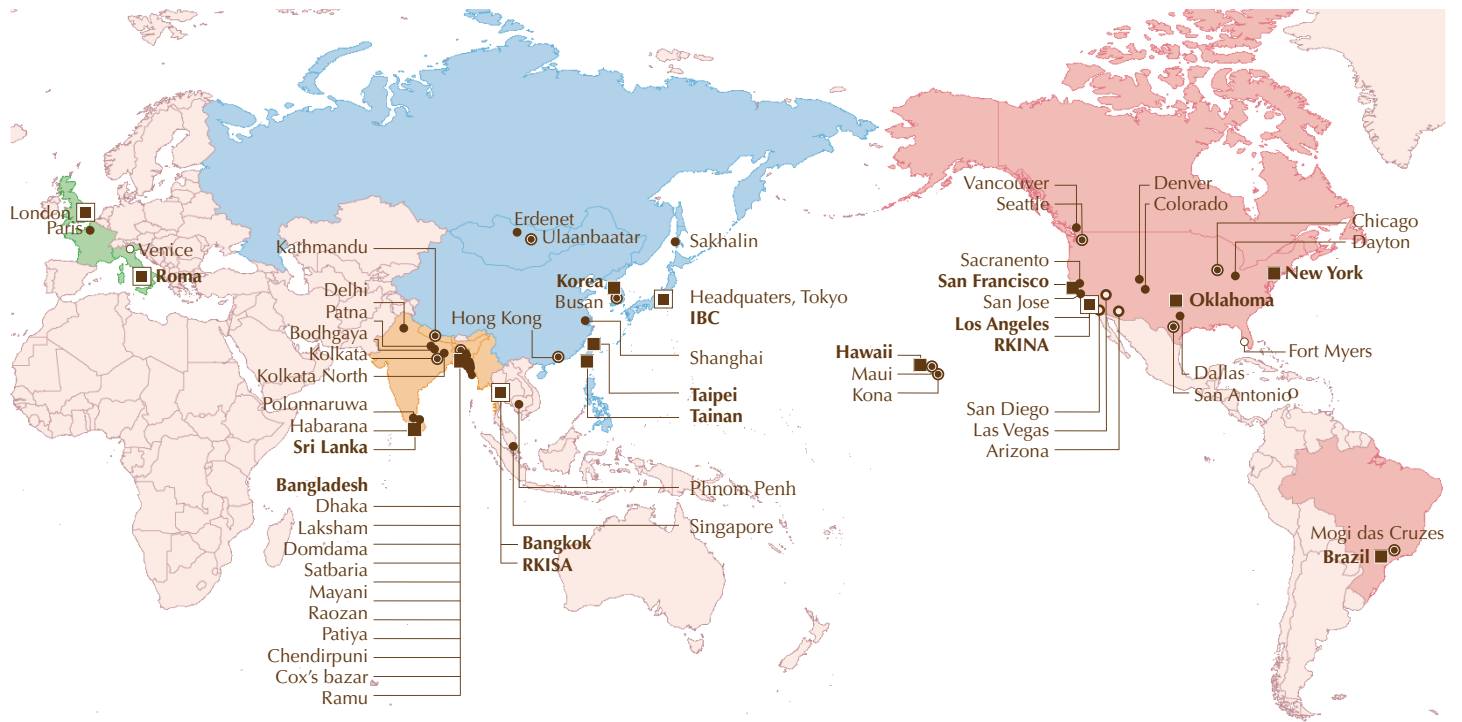 London
Paris
Venice
Roma
Kathmandu
Delhi
Patna
Bodhgaya
Kolkata
Kolkata North
Polonnaruwa
Habarana
Sri Lanka
Bangladesh
Dhaka
Laksham
Domdama
Satbaria
Mayani
Raozan
Patiya
Chendirpuni
Cox's bazar
Ramu
Erdenet
Ulaanbaatar
Sakhalin
Korea
Busan
Headquaters, Tokyo
IBC
Hong Kong
Shanghai
Taipei
Tainan
Phnom Penh
Singapore
Bangkok
RKISA
Hawaii
Maui
Kona
Vancouver
Seattle
Sacranento
San Francisco
San Jose
Los Angeles
RKINA
San Diego
Las Vegas
Arizona
Denver
Colorado
Chicago
Dayton
New York
Oklahoma
Fort Myers
Dallas
San Antonio
Mogi das Cruzes
Brazil